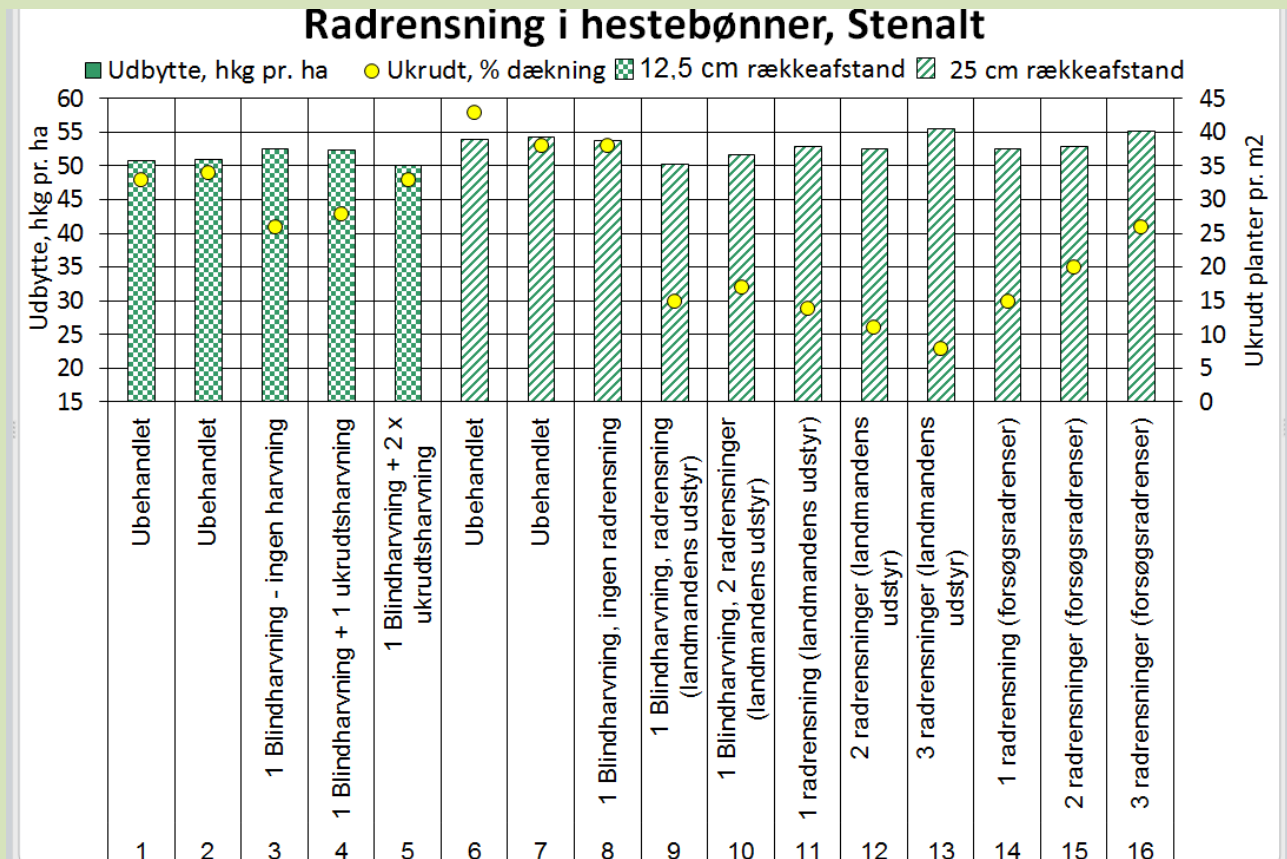 Radrensning i hestebønner, Stenalt
Udbytte, hkg pr. ha
Ukrudt, % dækning
12,5 cm rækkeafstand
25 cm rækkeafstand
Udbytte, hkg pr. ha
60
55
50
45
40
35
30
25
20
15
45
40
35
30
25
20
15
10
5
0
Ukrudt planter pr. m2
Ubehandlet
Ubehandlet
1 Blindharvning - ingen harvning
1 Blindharvning + 1 ukrudtsharvning
1 Blindharvning + 2 x
ukrudtsharvning
Ubehandlet
Ubehandlet
1 Blindharvning, ingen radrensning
1 Blindharvning, radrensning
(landmandens udstyr)
1 Blindharvning, 2 radrensninger
(landmandens udstyr)
1 radrensning (landmandens udstyr)
2 radrensninger (landmandens
udstyr)
3 radrensninger (landmandens
udstyr)
1 radrensning (forsøgsradrenser)
2 radrensninger (forsøgsradrenser)
3 radrensninger (forsøgsradrenser)
1 2 3 4 5 6 7 8 9 10 11 12 13 14 15 16